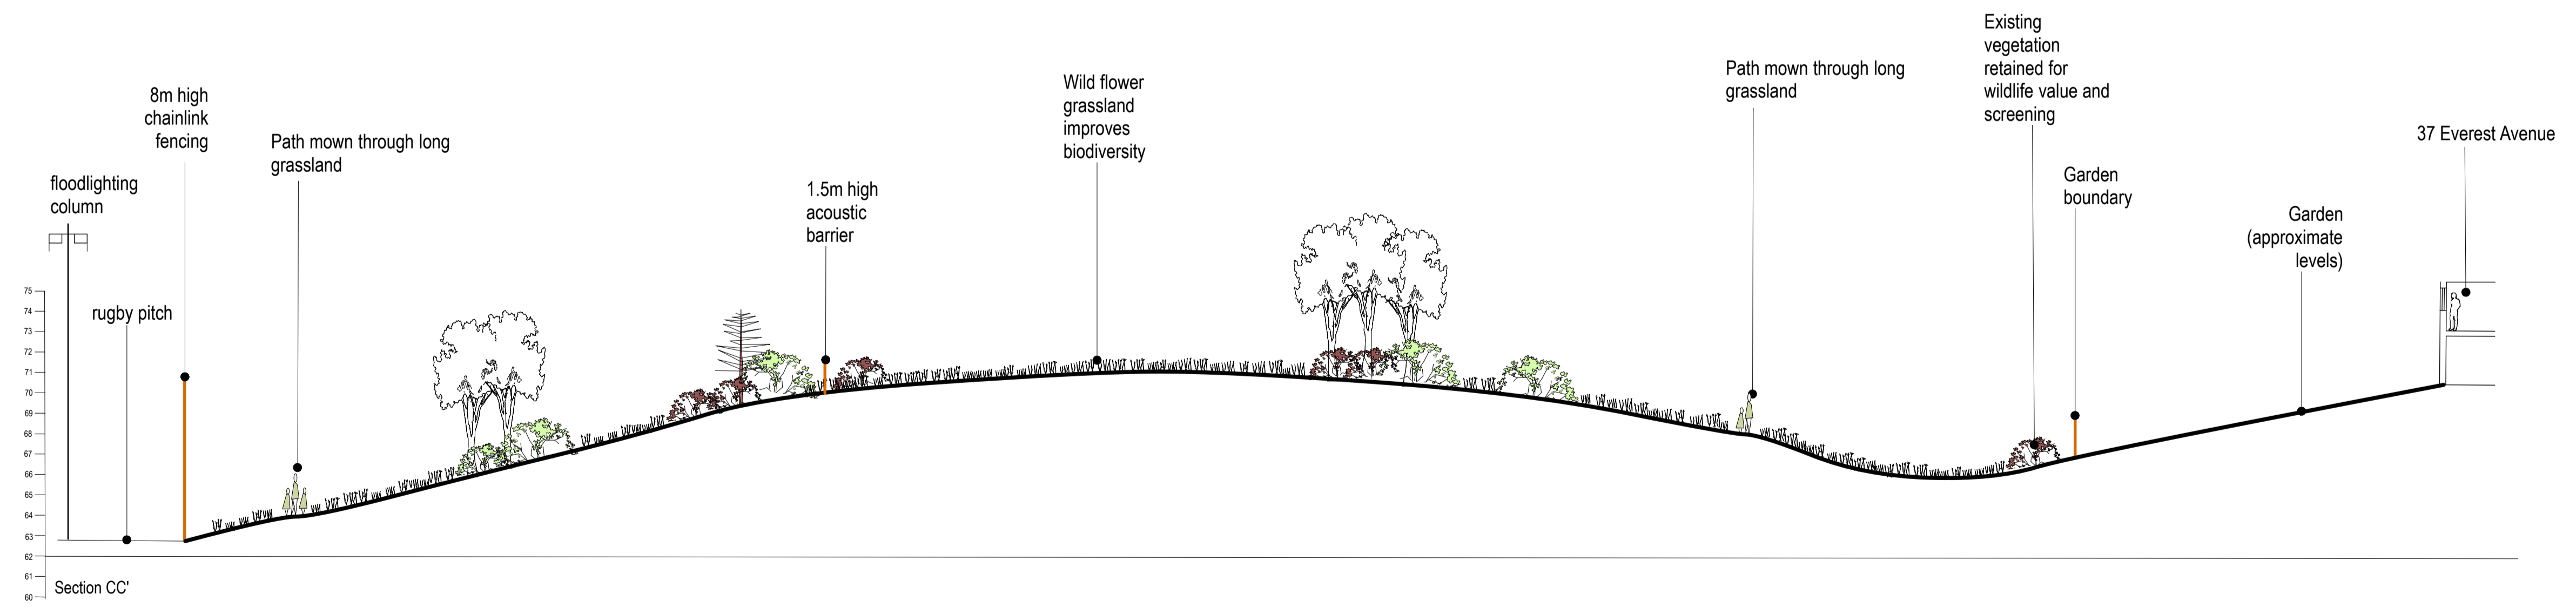 Existing
vegetation
retained for
wildlife value and
screening
Path mown through long
grassland
Wild flower
grassland
improves
biodiversity
8m high
chainlink
fencing
37 Everest Avenue
Path mown through long
grassland
floodlighting
column
1.5m high
acoustic
barrier
Garden
boundary
Garden
(approximate
levels)
rugby pitch
75
74
73
72
71
70
69
68
67
66
65
64
63
62
61
60
Section CC'